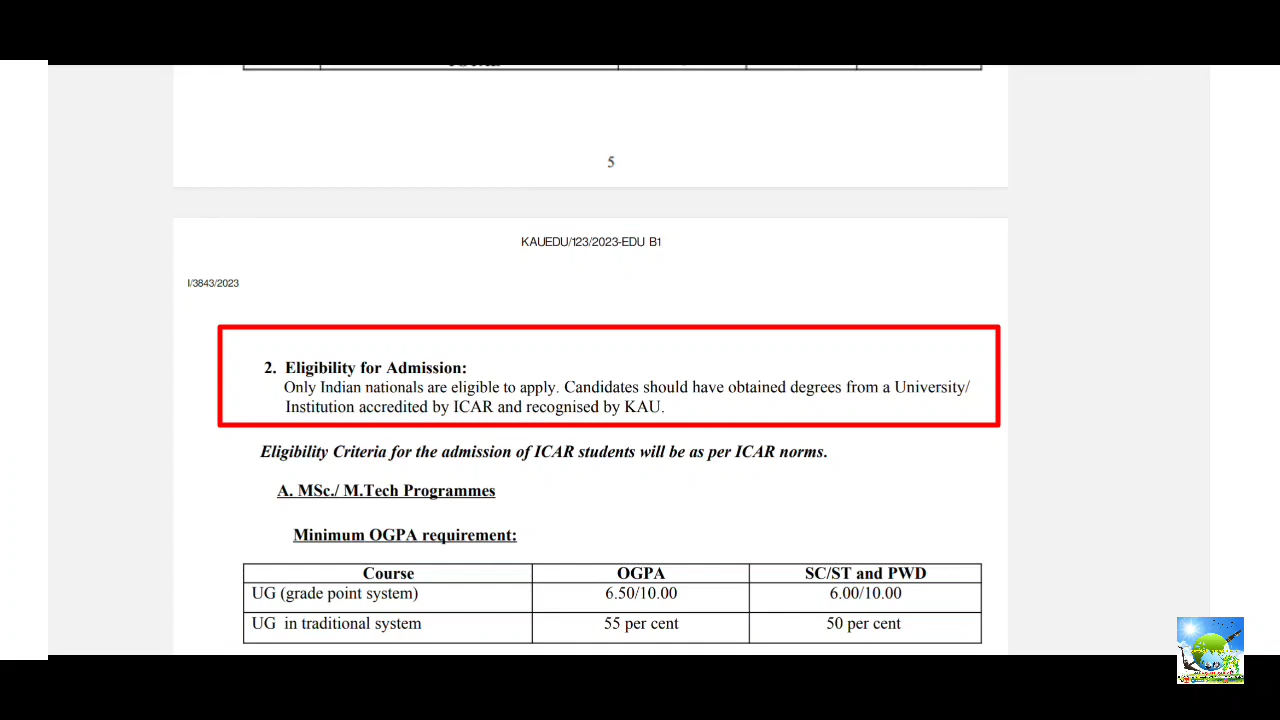 5
KAUEDU/123/2023-EDU B1
I/3843/2023
2. Eligibility for Admission:
Only Indian nationals are eligible to apply. Candidates should have obtained degrees from a University/
Institution accredited by ICAR and recognised by KAU.
Eligibility Criteria for the admission of ICAR students will be as per ICAR norms.
A. MSc./ M.Tech Programmes
Minimum OGPA requirement:
Course OGPA SC/ST and PWD
UG (grade point system) 6.50/10.00 6.00/10.00
UG in traditional system 55 per cent 50 per cent